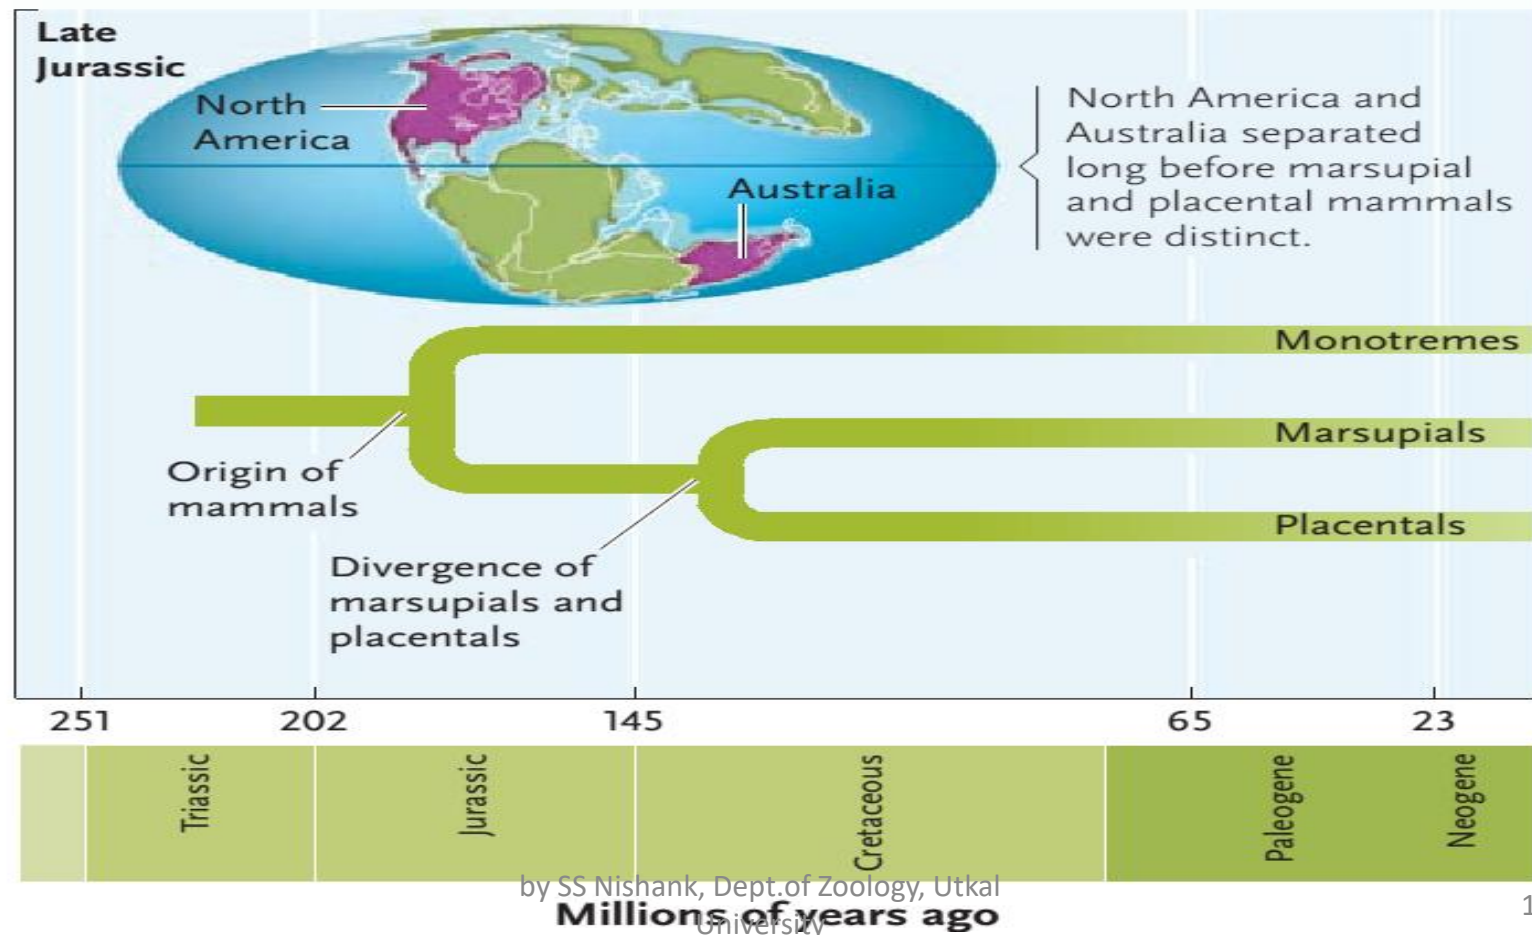 Late
Jurassic
North
America
Australia
North America and
Australia separated
long before marsupial
and placental mammals
were distinct.
Monotremes
Marsupials
Placentals
Origin of
mammals
Divergence of
marsupials and
placentals
251 202 145 65 23
Triassic Jurassic Cretaceous Paleogene Neogene
by SS Nishank, Dept.of Zoology, Utkal
University
Millions of years ago
1